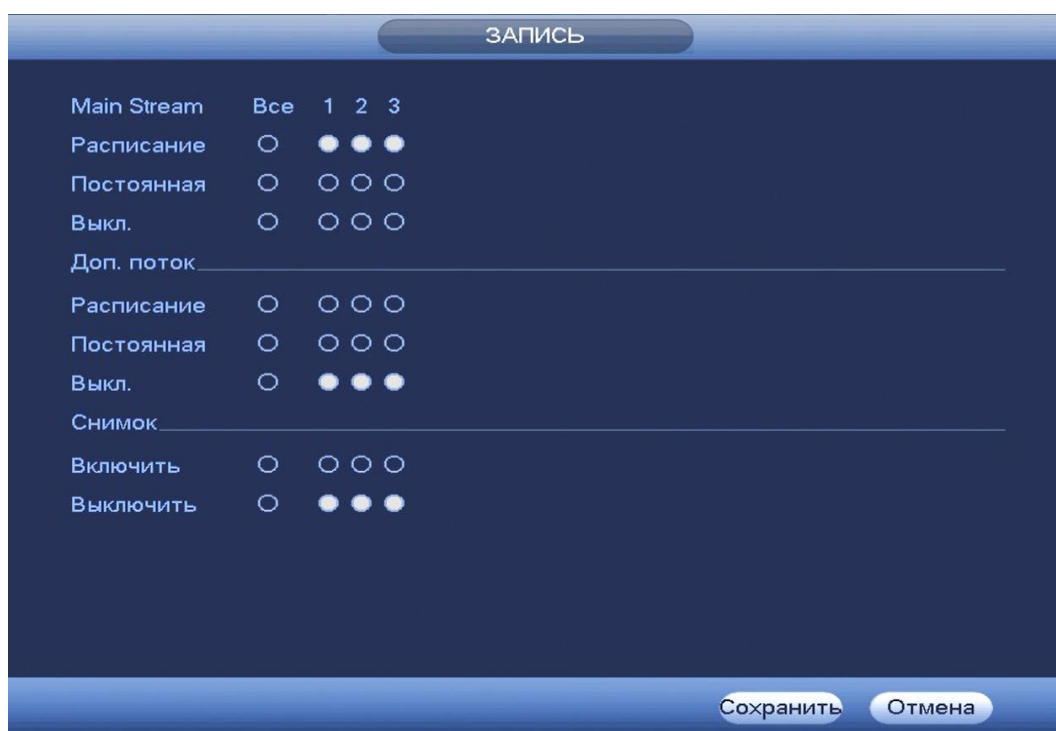 ЗАПИСЬ
Main Stream Все 1 2 3
Расписание
Постоянная
Выкл.
Доп. поток
Расписание
Постоянная
Выкл.
Снимок
Включить
Выключить
Сохранить Отмена